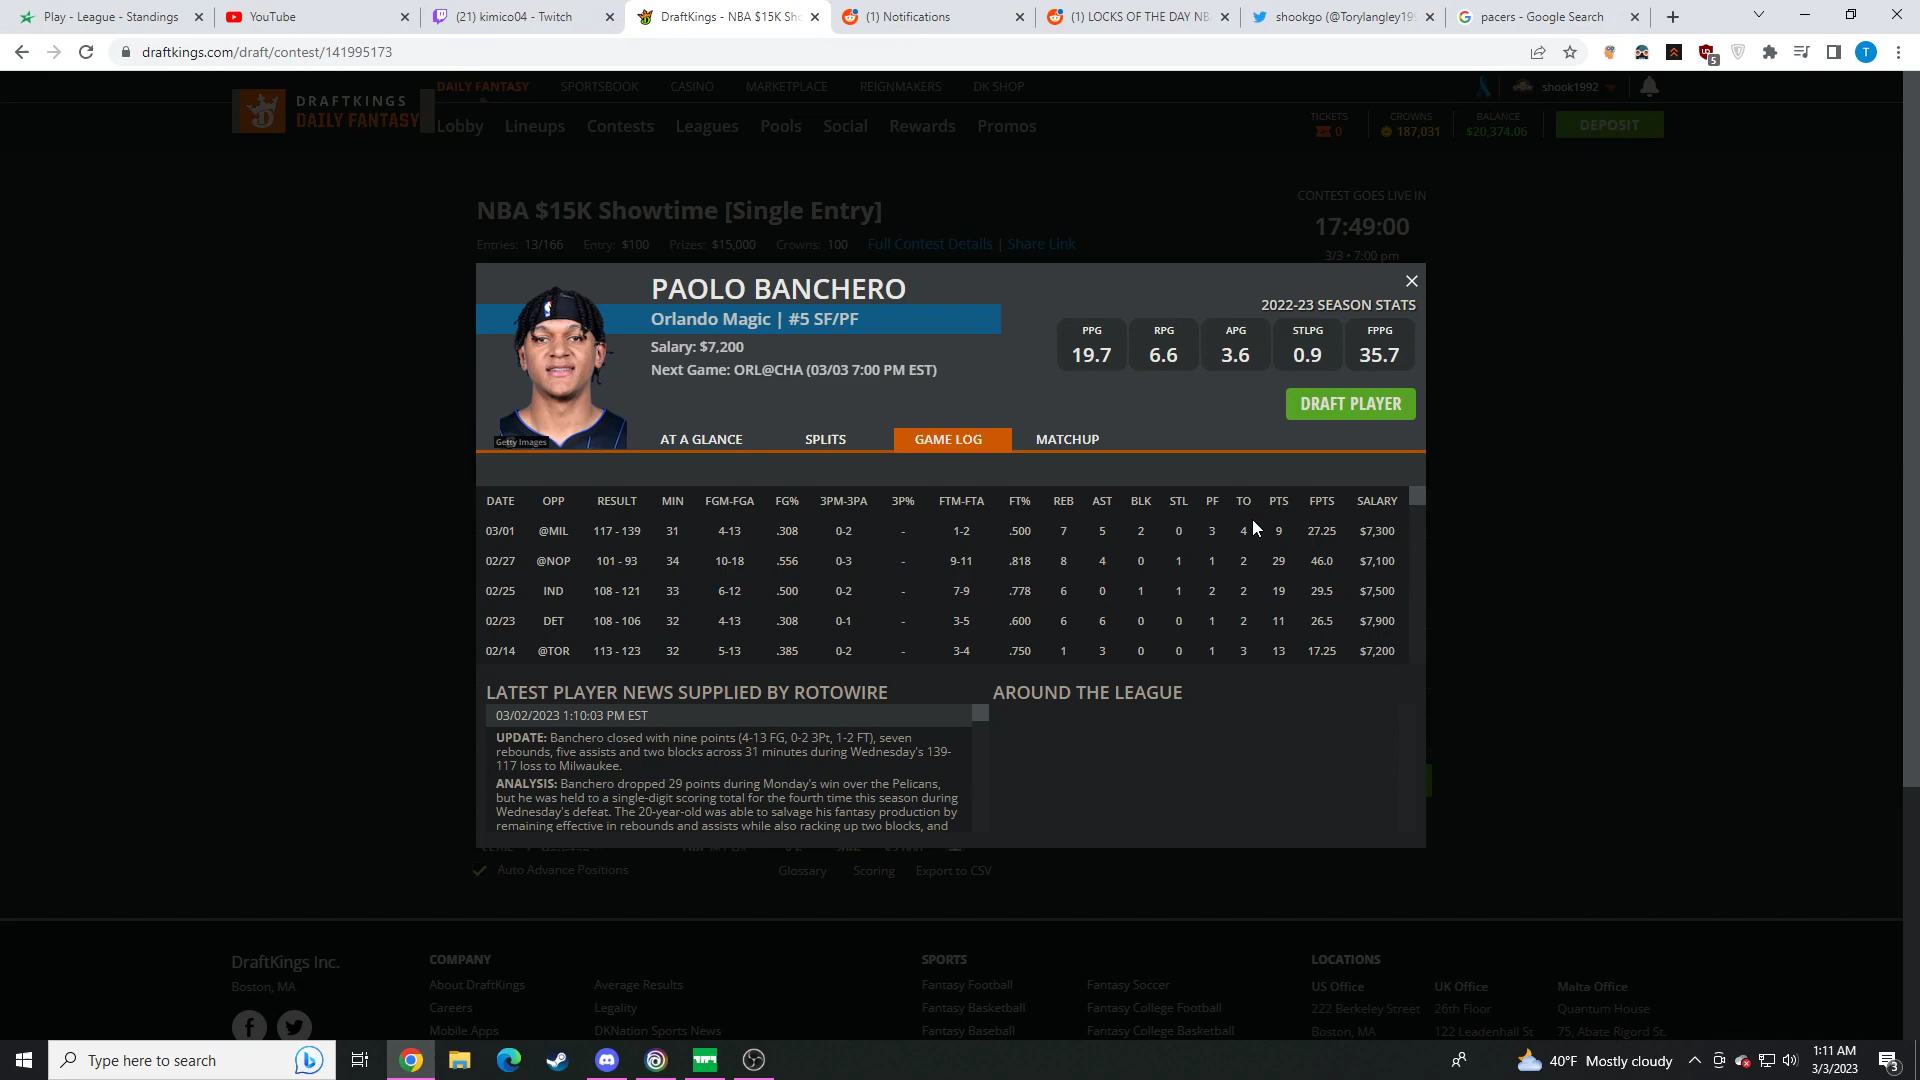 Play - League - Standings
YouTube
(21) kimico04 - Twitch
DraftKings - NBA $15K Sho
(1) Notifications
(1) LOCKS OF THE DAY NB
shookgo (@Torylangley199
pacers - Google Search
draftkings.com/draft/contest/141995173
5
T
DRAFTKINGS
DAILY FANTASY
DAILY FANTASY SPORTSBOOK CASINO MARKETPLACE REIGNMAKERS DK SHOP
shook1992
Lobby Lineups Contests Leagues Pools Social Rewards Promos
TICKETS CROWNS BALANCE
0 187,031 $20,374.06
DEPOSIT
NBA $15K Showtime [Single Entry]
Entries: 13/166 Entry: $100 Prizes: $15,000 Crowns: 100 Full Contest Details | Share Link
CONTEST GOES LIVE IN
17:49:00
3/3 • 7:00 pm
PAOLO BANCHERO
Orlando Magic | #5 SF/PF
Salary: $7,200
Next Game: ORL@CHA (03/03 7:00 PM EST)
Getty Images
2022-23 SEASON STATS
PPG RPG APG STLPG FPPG
19.7 6.6 3.6 0.9 35.7
DRAFT PLAYER
AT A GLANCE SPLITS GAME LOG MATCHUP
DATE OPP RESULT MIN FGM-FGA FG% 3PM-3PA 3P% FTM-FTA FT% REB AST BLK STL PF TO PTS FPTS SALARY
03/01 @MIL 117 - 139 31 4-13 .308 0-2 - 1-2 .500 7 5 2 0 3 4 9 27.25 $7,300
02/27 @NOP 101 - 93 34 10-18 .556 0-3 - 9-11 .818 8 4 0 1 1 2 29 46.0 $7,100
02/25 IND 108 - 121 33 6-12 .500 0-2 - 7-9 .778 6 0 1 1 2 2 19 29.5 $7,500
02/23 DET 108 - 106 32 4-13 .308 0-1 - 3-5 .600 6 6 0 0 1 2 11 26.5 $7,900
02/14 @TOR 113 - 123 32 5-13 .385 0-2 - 3-4 .750 1 3 0 0 1 3 13 17.25 $7,200
LATEST PLAYER NEWS SUPPLIED BY ROTOWIRE
AROUND THE LEAGUE
03/02/2023 1:10:03 PM EST
UPDATE: Banchero closed with nine points (4-13 FG, 0-2 3Pt, 1-2 FT), seven
rebounds, five assists and two blocks across 31 minutes during Wednesday's 139-
117 loss to Milwaukee.
ANALYSIS: Banchero dropped 29 points during Monday's win over the Pelicans,
but he was held to a single-digit scoring total for the fourth time this season during
Wednesday's defeat. The 20-year-old was able to salvage his fantasy production by
remaining effective in rebounds and assists while also racking up two blocks, and
Auto Advance Positions
Glossary Scoring Export to CSV
DraftKings Inc.
Boston, MA
COMPANY
About DraftKings Average Results
Careers Legality
Mobile Apps DKNation Sports News
SPORTS
Fantasy Football Fantasy Soccer
Fantasy Basketball Fantasy College Football
Fantasy Baseball Fantasy College Basketball
LOCATIONS
US Office UK Office Malta Office
222 Berkeley Street 26th Floor Quantum House
Boston, MA 122 Leadenhall St 75, Abate Rigord St.
Type here to search
40°F Mostly cloudy
1:11 AM
3/3/2023
3